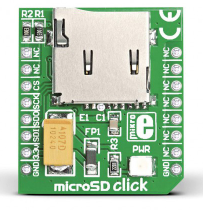 R2 R1
CE
NC
NC
CS
SCK
SDO
SDI
3.3V
GND
NC
NC
NC
NC
NC
NC
NC
GND
E1 C1
FP1
R3
micro
e
PWR
microSD click